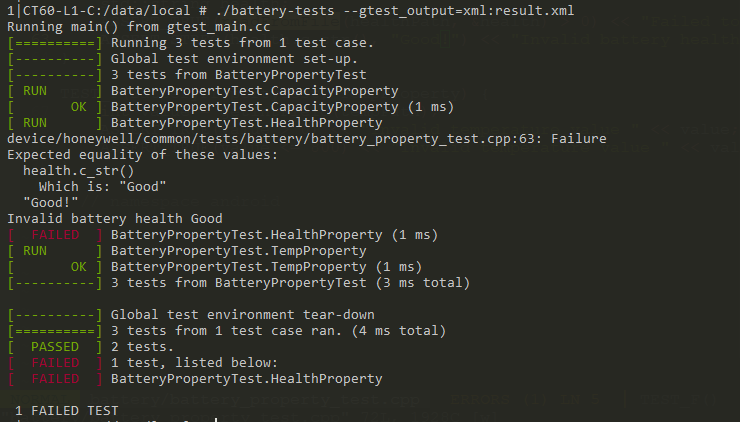 1|CT60-L1-C:/data/local # ./battery-tests --gtest_output=xml:result.xml
Running main() from gtest_main.cc
[==========] Running 3 tests from 1 test case.
[----------] Global test environment set-up.
[----------] 3 tests from BatteryPropertyTest
[ RUN      ] BatteryPropertyTest.CapacityProperty
[       OK ] BatteryPropertyTest.CapacityProperty (1 ms)
[ RUN      ] BatteryPropertyTest.HealthProperty
device/honeywell/common/tests/battery/battery_property_test.cpp:63: Failure
Expected equality of these values:
  health.c_str()
    Which is: "Good"
  "Good!"
Invalid battery health Good
[  FAILED  ] BatteryPropertyTest.HealthProperty (1 ms)
[ RUN      ] BatteryPropertyTest.TempProperty
[       OK ] BatteryPropertyTest.TempProperty (1 ms)
[----------] 3 tests from BatteryPropertyTest (3 ms total)
[----------] Global test environment tear-down
[==========] 3 tests from 1 test case ran. (4 ms total)
[  PASSED  ] 2 tests.
[  FAILED  ] 1 test, listed below:
[  FAILED  ] BatteryPropertyTest.HealthProperty
 1 FAILED TEST